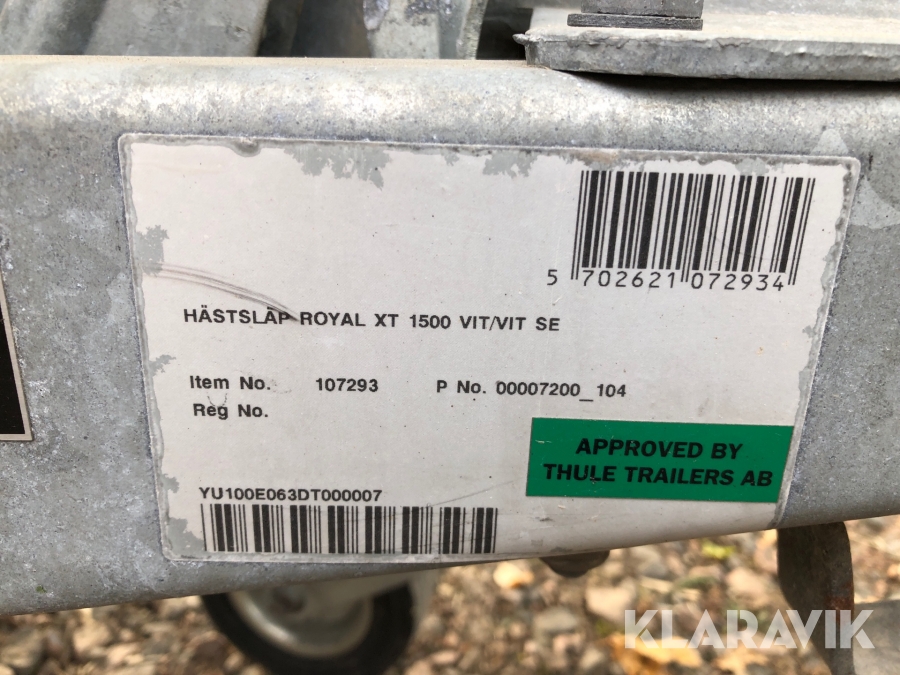 5 702621 072934
HÄSTSLÄP ROYAL XT 1500 VIT/VIT SE
Item No. 107293 P No. 00007200_104
Reg No.
APPROVED BY
THULE TRAILERS AB
YU100E063DT000007
KLARAVIK